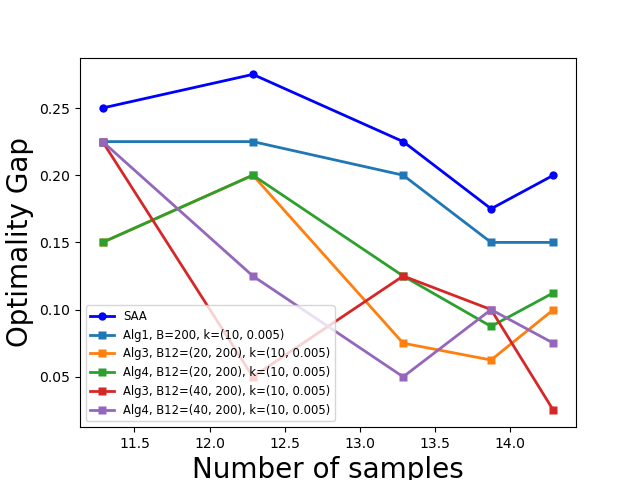 0.25
0.20
0.15
0.10
0.05
Optimality Gap
SAA
Alg1, B=200, k=(10, 0.005)
Alg3, B12=(20, 200), k=(10, 0.005)
Alg4, B12=(20, 200), k=(10, 0.005)
Alg3, B12=(40, 200), k=(10, 0.005)
Alg4, B12=(40, 200), k=(10, 0.005)
11.5 12.0 12.5 13.0 13.5 14.0
Number of samples